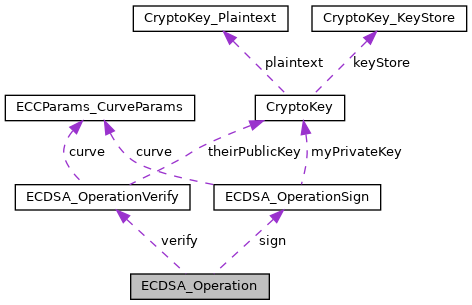 CryptoKey_Plaintext
CryptoKey_KeyStore
plaintext
keyStore
ECCParams_CurveParams
CryptoKey
curve
curve
theirPublicKey
myPrivateKey
ECDSA_OperationVerify
ECDSA_OperationSign
verify
sign
ECDSA_Operation